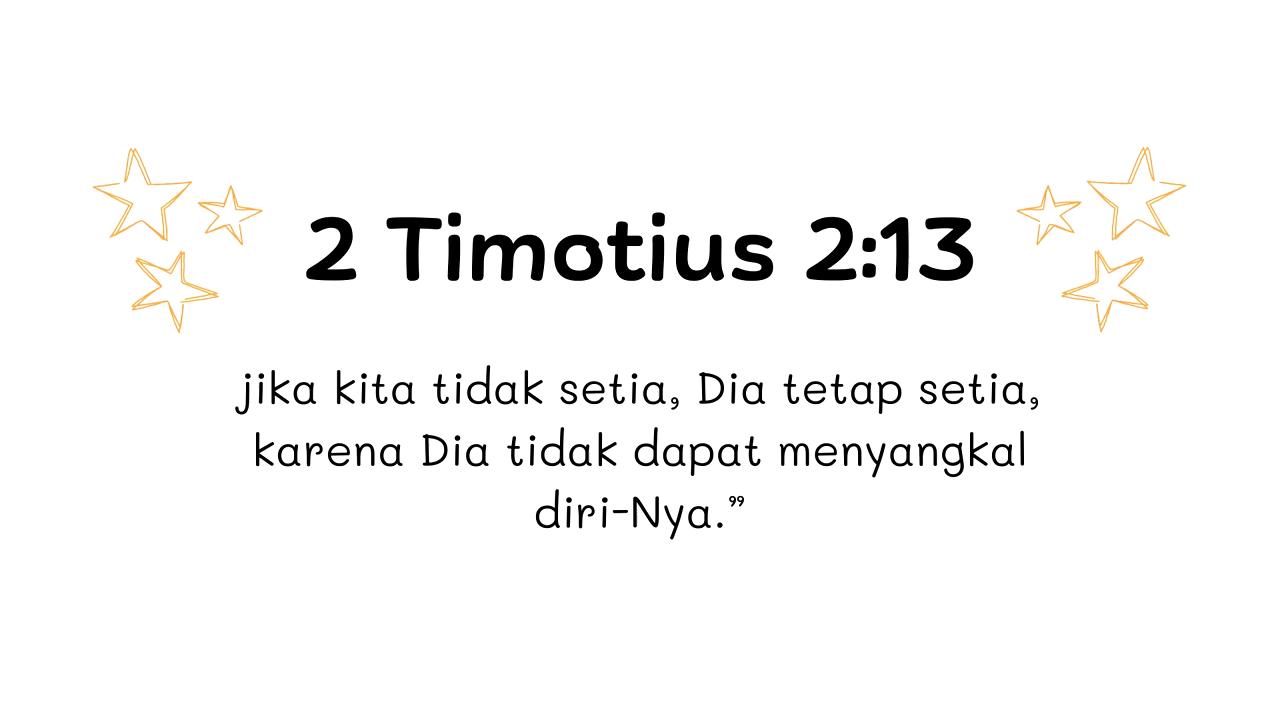 2 Timotius 2:13
jika kita tidak setia, Dia tetap setia,
karena Dia tidak dapat menyangkal
diri-Nya.”